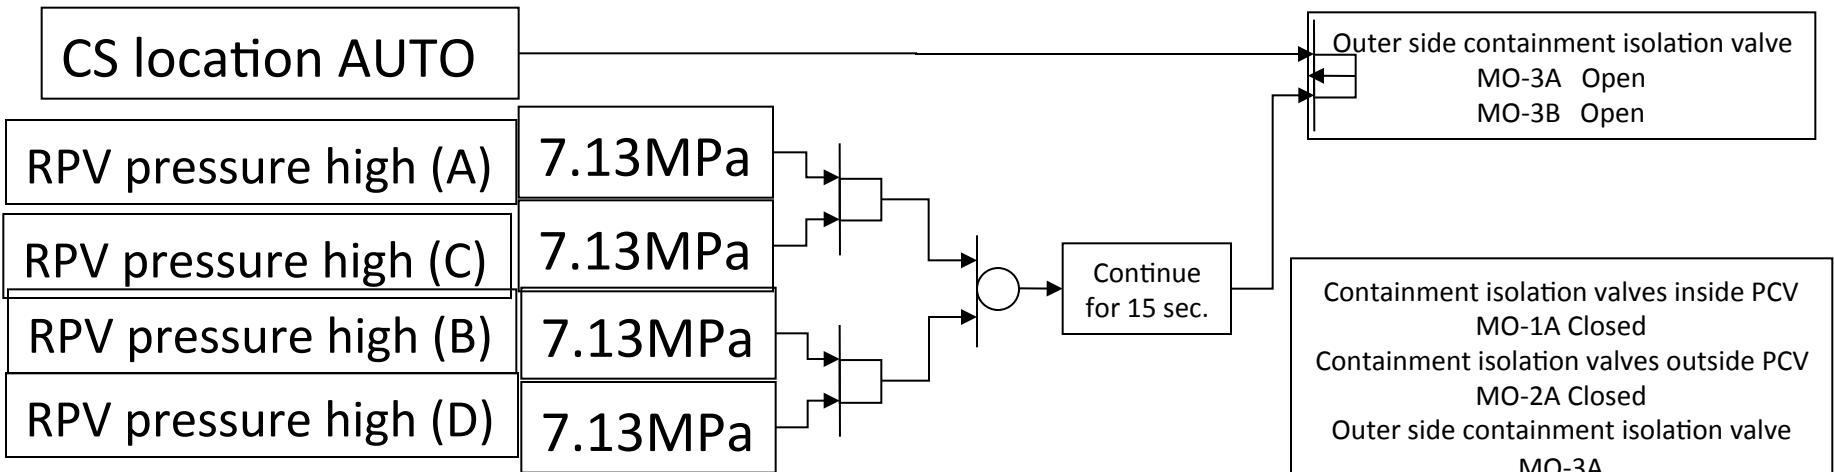 CS location AUTO
Outer side containment isolation valve
MO-3A Open
MO-3B Open
RPV pressure high (A) 7.13MPa
RPV pressure high (C) 7.13MPa
RPV pressure high (B) 7.13MPa
RPV pressure high (D) 7.13MPa
Continue
for 15 sec.
Containment isolation valves inside PCV
MO-1A Closed
Containment isolation valves outside PCV
MO-2A Closed
Outer side containment isolation valve
MO-3A